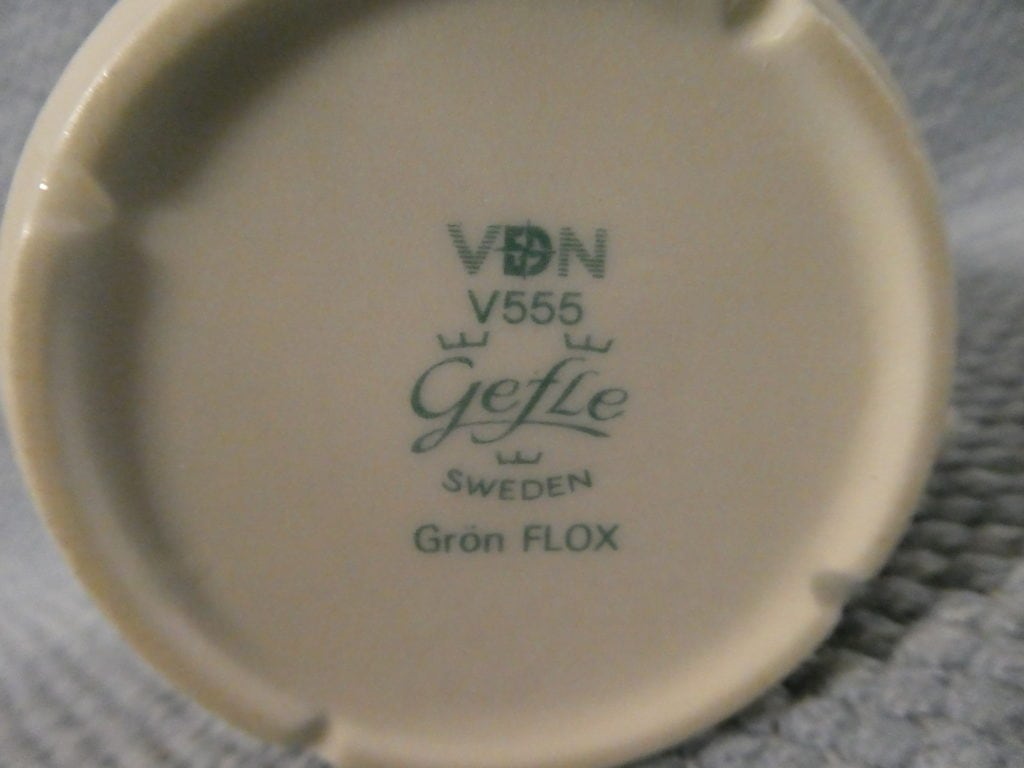 VDN
V555
Gefle
SWEDEN
Grön FLOX